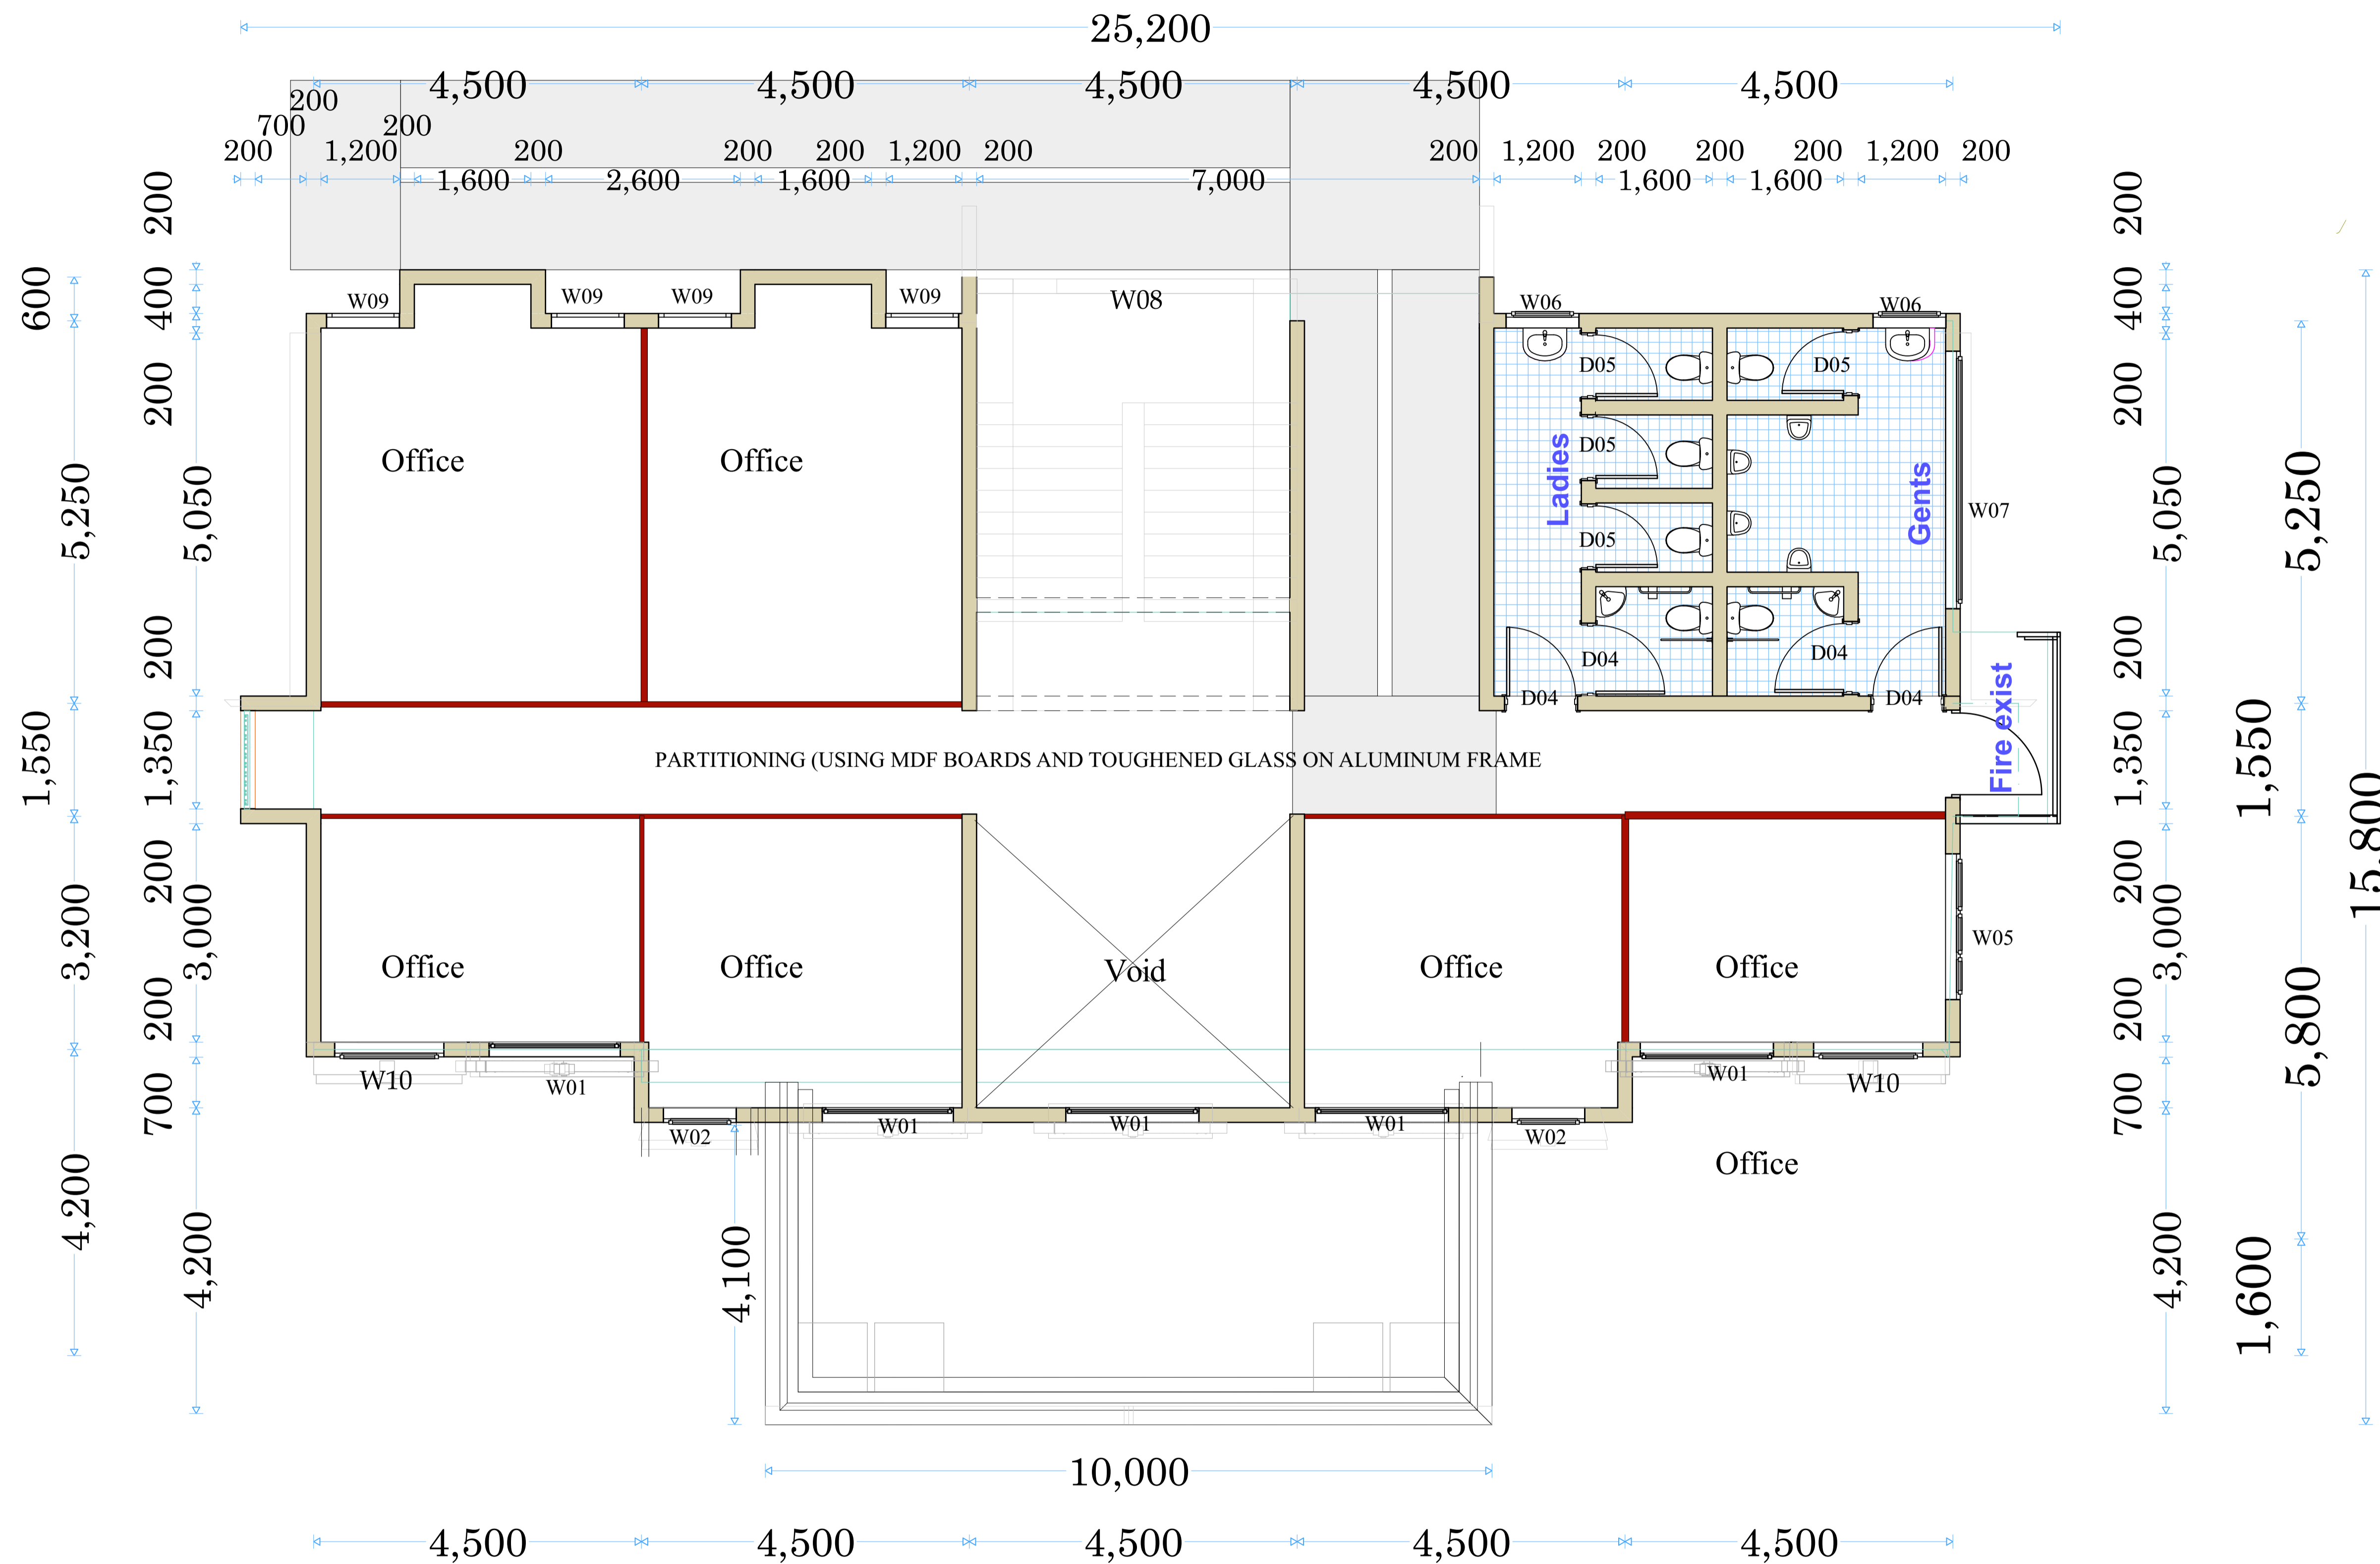 25,200
4,500 4,500 4,500 4,500 4,500
200
700 200
200 1,200 200 200 200 1,200 200 200 1,200 200 200 200 1,200 200
1,600 2,600 1,600 7,000 1,600 1,600
200 200
600 400 400
W09 W09 W09 W09 W08 W06 W06
200 200
D05 D05
Office Office
D05
Ladies
Gents
5,250 5,050 5,050 5,250
W07
D05
200 200
D04 D04
D04 D04
Fire exist
1,550 1,350 1,350 1,550
PARTITIONING (USING MDF BOARDS AND TOUGHENED GLASS ON ALUMINUM FRAME
15,800
200 200
3,200 3,000 3,000
W05
Office Office Void Office Office
200 200
5,800
W10 W01 W01 W10
700 700
W02 W01 W01 W01 W02
Office
4,200 4,200 4,100 4,200 1,600
10,000
4,500 4,500 4,500 4,500 4,500